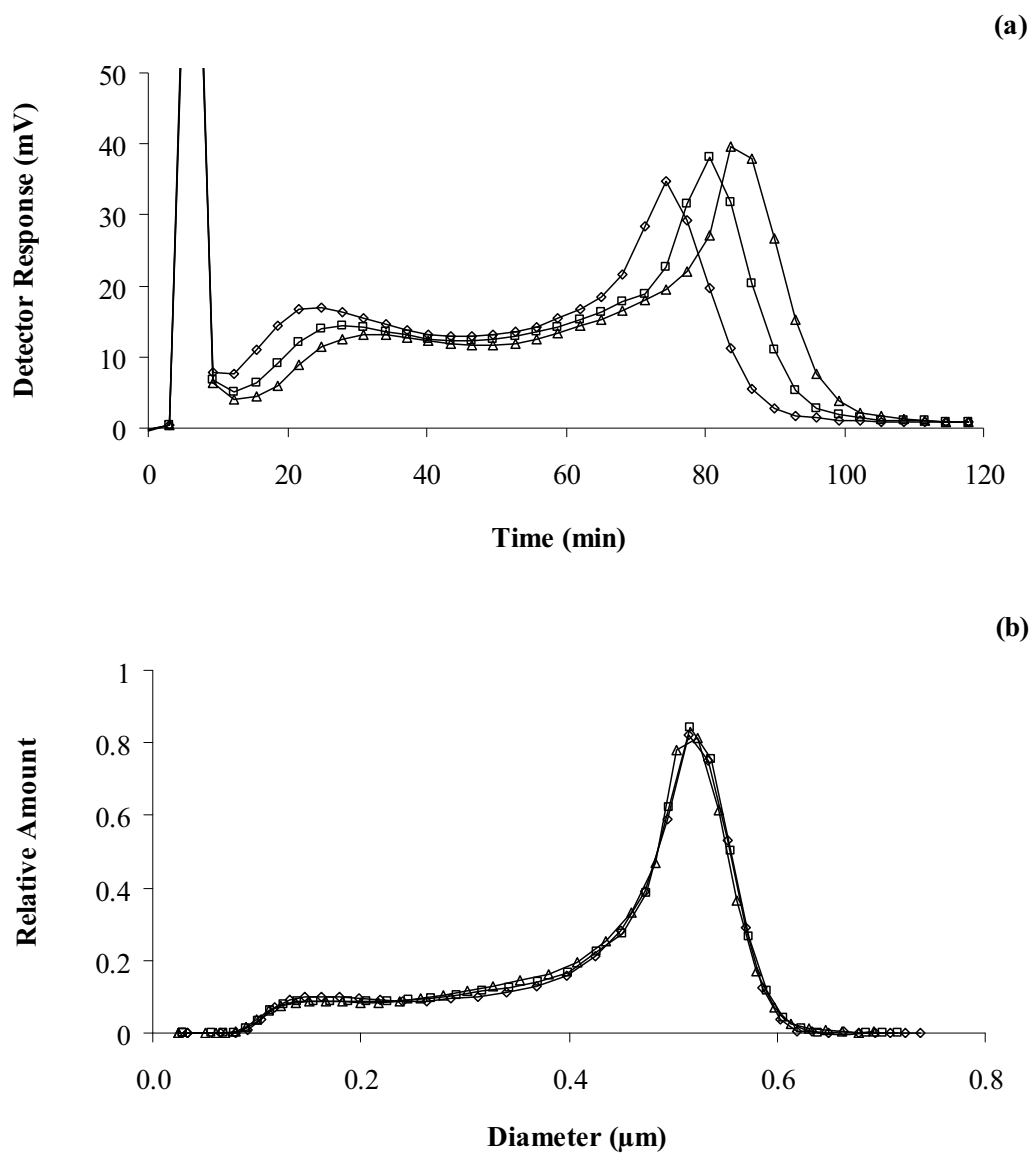 (a)
50
40
30
20
10
0
Detector Response (mV)
0 20 40 60 80 100 120
Time (min)
(b)
1
0.8
0.6
0.4
0.2
0
Relative Amount
0.0 0.2 0.4 0.6 0.8
Diameter (µm)